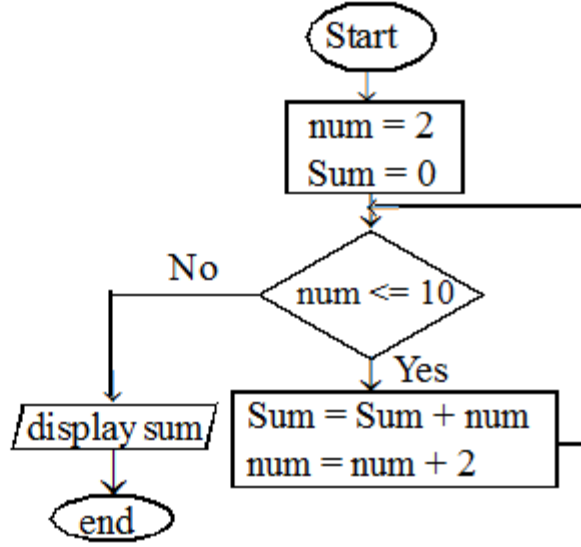 Start
num = 2
Sum = 0
No
num <= 10
Yes
display sum
Sum = Sum + num
num = num + 2
end